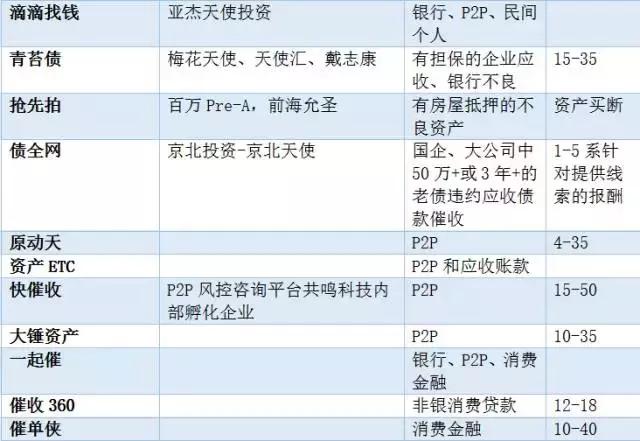 滴滴找钱 亚杰天使投资 银行、P2P、民间
个人
青苔债 梅花天使、天使汇、戴志康 有担保的企业应 15-35
收、银行不良
抢先拍 百万 Pre-A，前海允圣 有房屋抵押的不 资产买断
良资产
债全网 京北投资-京北天使 国企、大公司中 1-5 系针
50 万+或 3 年+的 对提供线
老债违约应收债 索的报酬
款催收
原动天 P2P 4-35
资产 ETC P2P 和应收账款
快催收 P2P 风控咨询平台共鸣科技内 P2P 15-50
部孵化企业
大锤资产 P2P 10-35
一起催 银行、P2P、消费
金融
催收 360 非银消费贷款 12-18
催单侠 消费金融 10-40